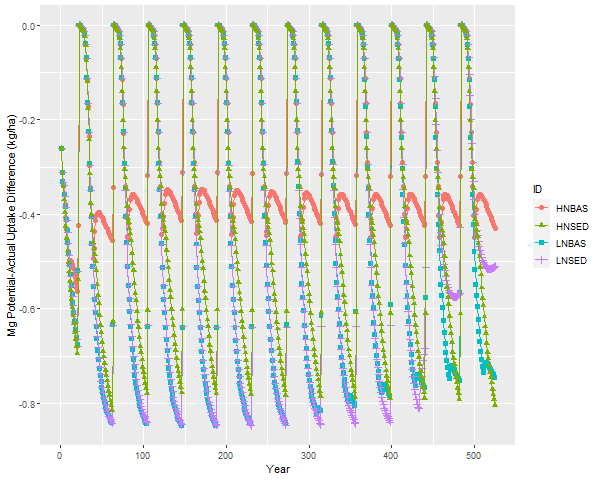 0.0
-0.2
-0.4
-0.6
-0.8
Mg Potential-Actual Uptake Difference (kg/ha)
0
100
200
300
400
500
Year
ID
HNBAS
HNSED
LNBAS
LNSED